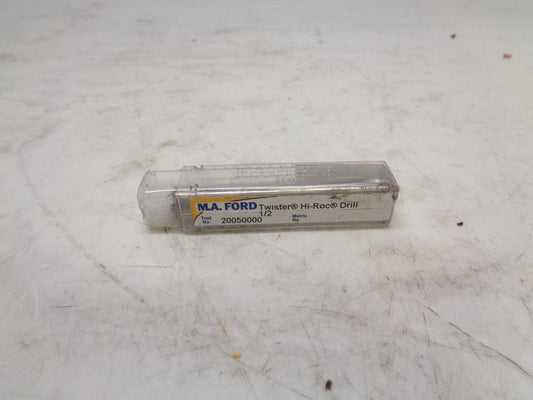 M.A. FORD Twister® Hi-Roc® Drill
1/2
Tool No. 20050000 Metric No.